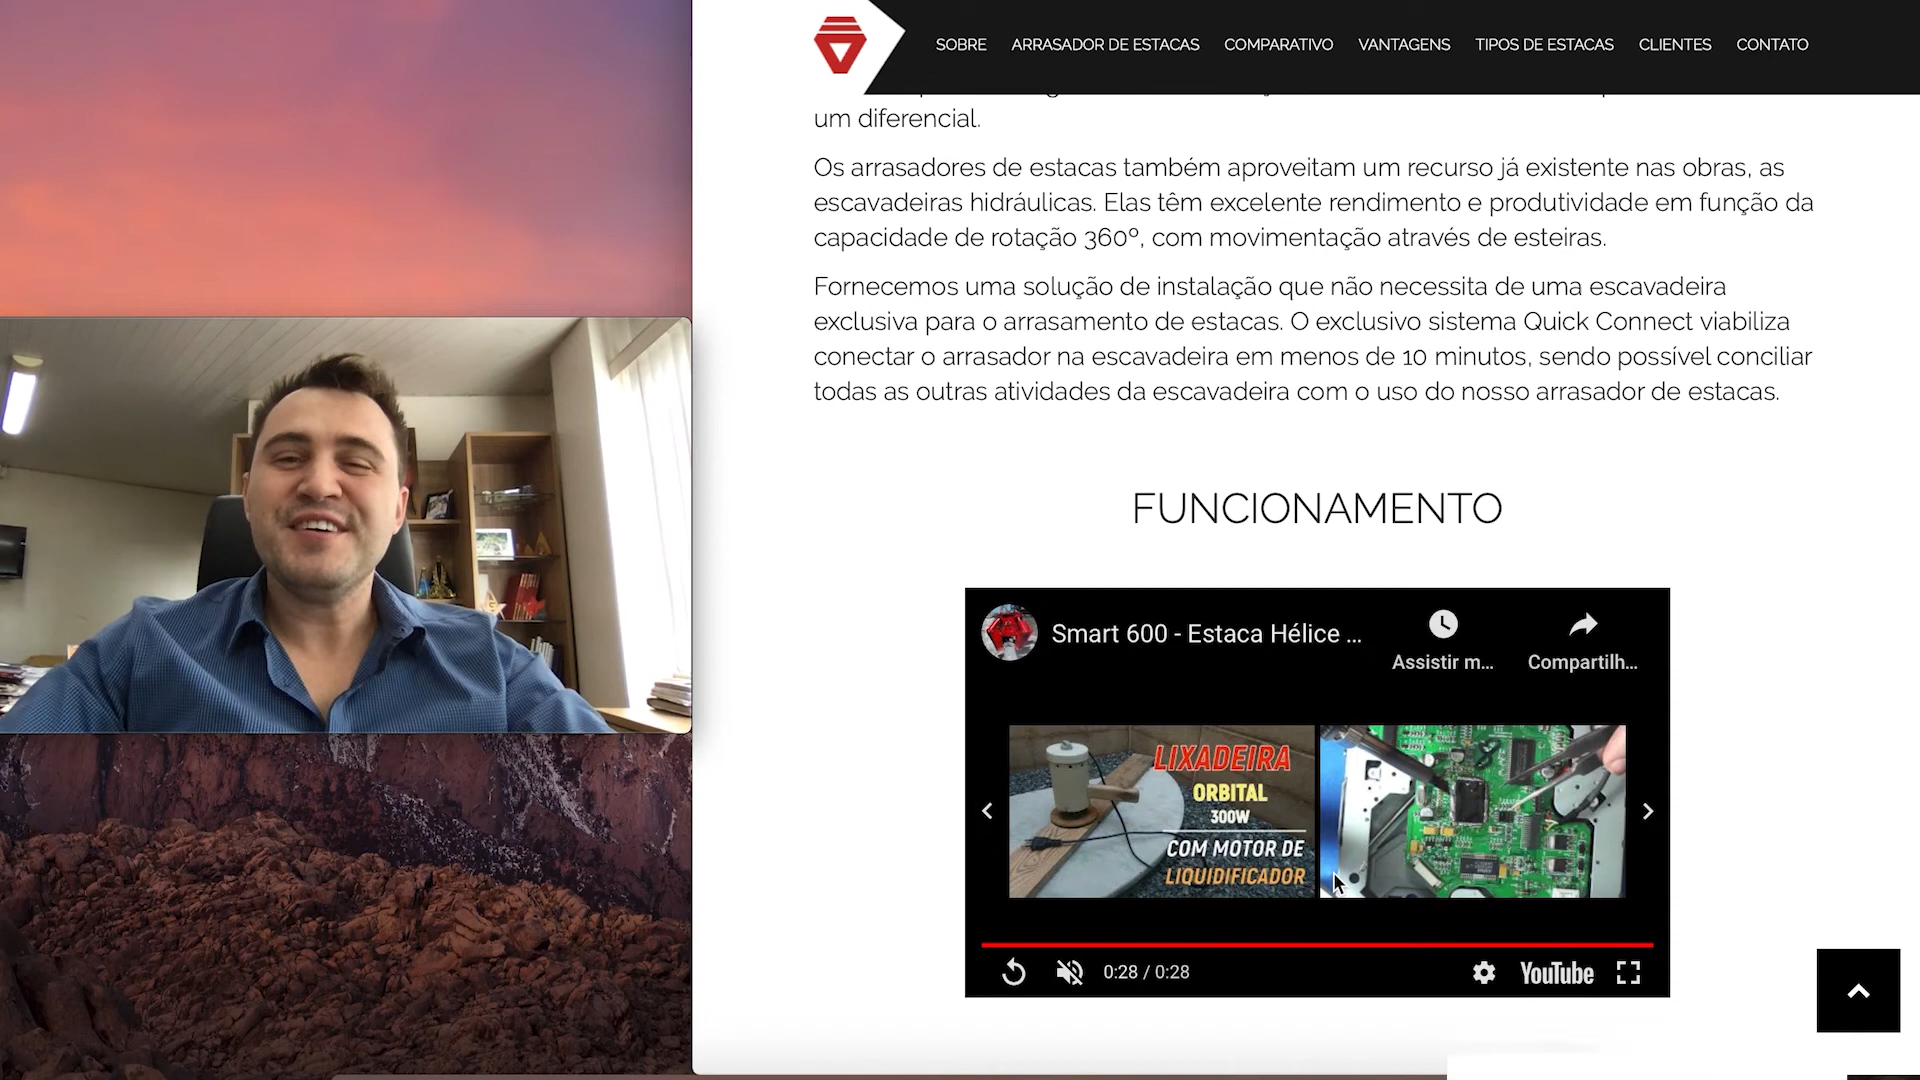 SOBRE ARRASADOR DE ESTACAS COMPARATIVO VANTAGENS TIPOS DE ESTACAS CLIENTES CONTATO
um diferencial.
Os arrasadores de estacas também aproveitam um recurso já existente nas obras, as
escavadeiras hidráulicas. Elas têm excelente rendimento e produtividade em função da
capacidade de rotação 360º, com movimentação através de esteiras.
Fornecemos uma solução de instalação que não necessita de uma escavadeira
exclusiva para o arrasamento de estacas. O exclusivo sistema Quick Connect viabiliza
conectar o arrasador na escavadeira em menos de 10 minutos, sendo possível conciliar
todas as outras atividades da escavadeira com o uso do nosso arrasador de estacas.
FUNCIONAMENTO
Smart 600 - Estaca Hélice ...
Assistir m...
Compartilh...
LIXADEIRA
ORBITAL
300W
COM MOTOR DE
LIQUIDIFICADOR
0:28 / 0:28
YouTube